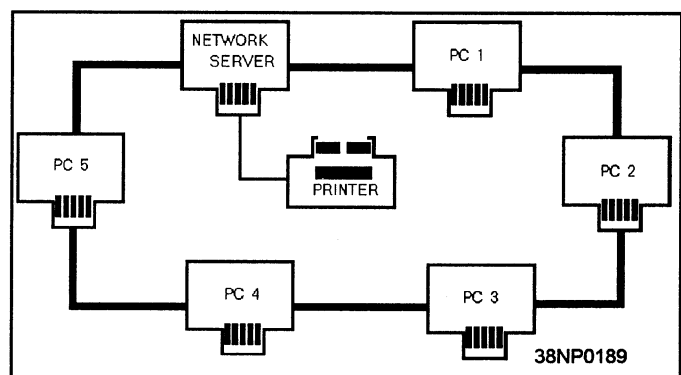 NETWORK
SERVER
PC 1
PC 5
PC 2
PRINTER
PC 4
PC 3
38NP0189